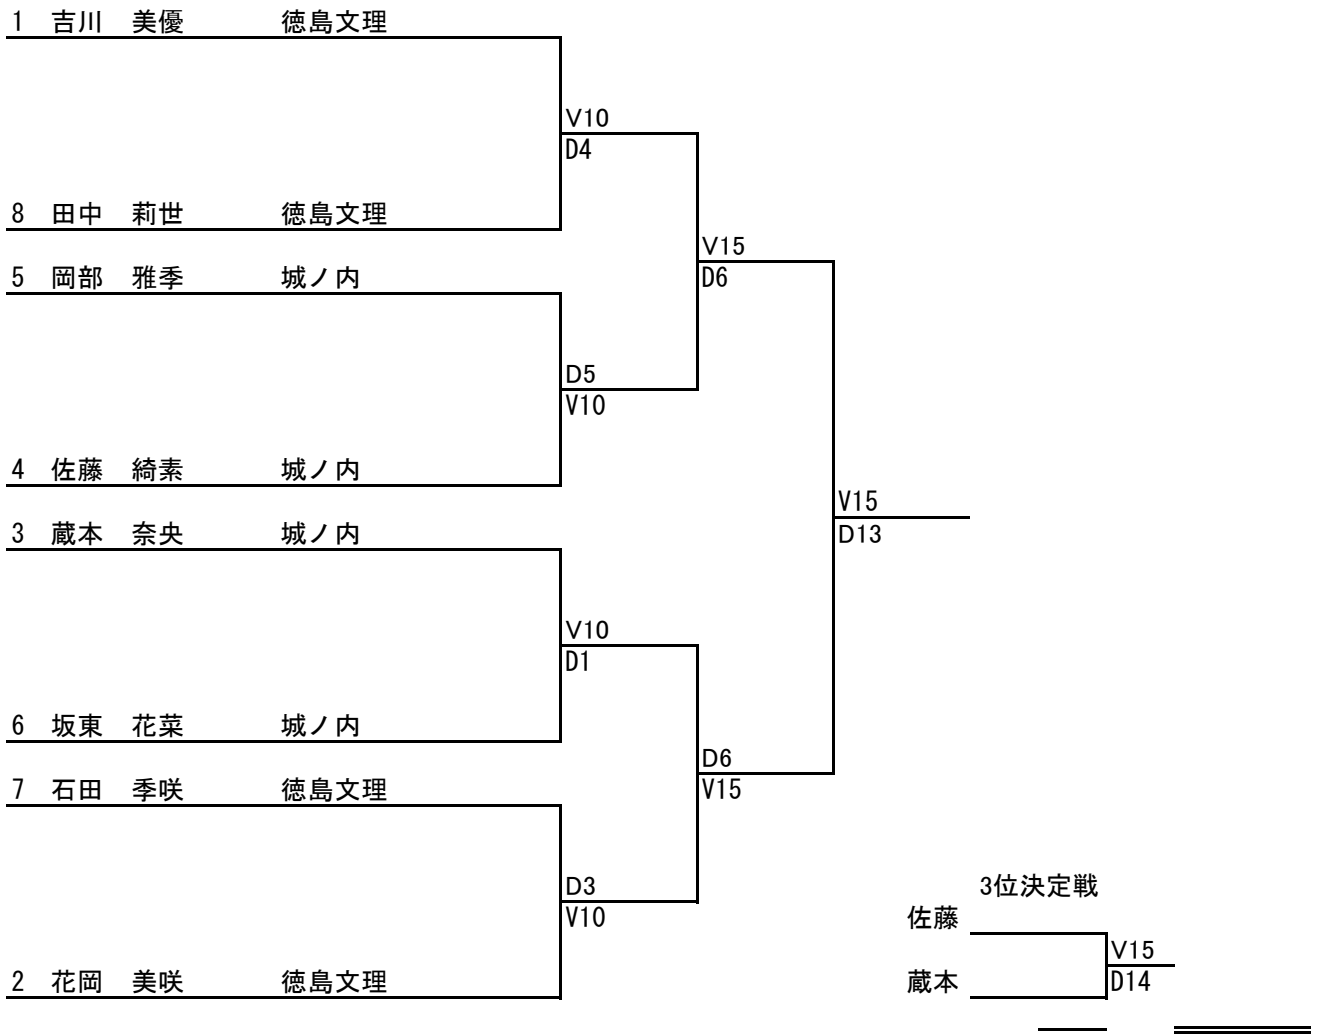 1 吉川 美優 徳島文理
V10
D4
8 田中 莉世 徳島文理
V15
D6
5 岡部 雅季 城ノ内
D5
V10
4 佐藤 綺素 城ノ内
V15
D13
3 蔵本 奈央 城ノ内
V10
D1
6 坂東 花菜 城ノ内
D6
V15
7 石田 季咲 徳島文理
D3
V10
2 花岡 美咲 徳島文理
3位決定戦
佐藤
V15
D14
蔵本